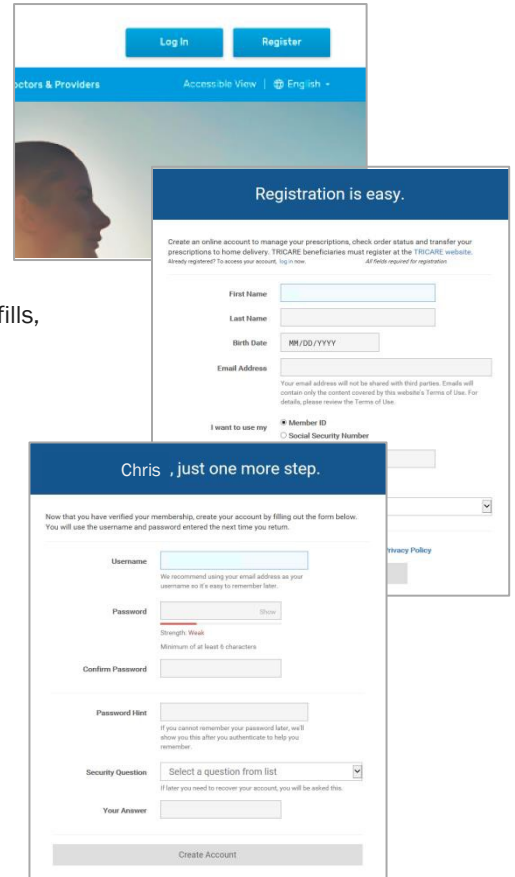 Log In
Register
octors & Providers
Accessible View | English
Registration is easy.
Create an online account to manage your prescriptions, check order status and transfer your
prescriptions to home delivery. TRICARE beneficiaries must register at the TRICARE website.
Already registered? To access your account, log in now.
All fields required for registration
fills,
First Name
Last Name
Birth Date
MM/DD/YYYY
Email Address
Your email address will not be shared with third parties. Emails will
contain only the content covered by this website's Terms of Use. For
details, please review the Terms of Use.
I want to use my
Member ID
Social Security Number
Privacy Policy
Chris , just one more step.
Now that you have verified your membership, create your account by filling out the form below.
You will use the username and password entered the next time you return.
Username
We recommend using your email address as your
username so it's easy to remember later.
Password
Show
Strength: Weak
Minimum of at least 6 characters
Confirm Password
Password Hint
If you cannot remember your password later, we'll
show you this after you authenticate to help you
remember.
Security Question
Select a question from list
If later you need to recover your account, you will be asked this.
Your Answer
Create Account